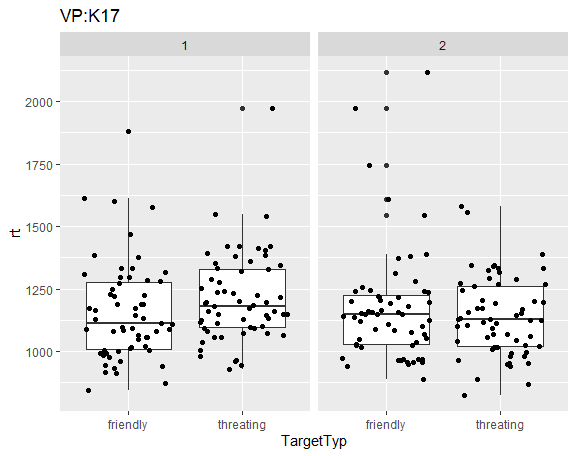 VP:K17
1
2
rt
2000
1750
1500
1250
1000
friendly
threating
friendly
threating
TargetTyp